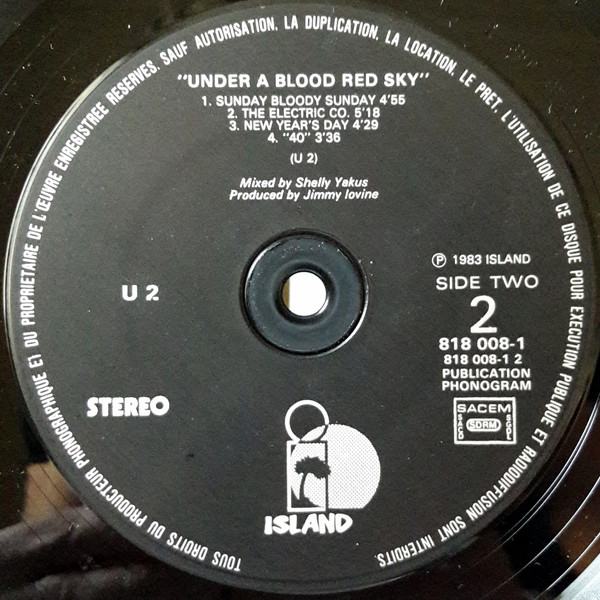 TOUS DROITS DU PRODUCTEUR PHONOGRAPHIQUE ET DU PROPRIETAIRE DE L'ŒUVRE ENREGISTREE RESERVES. SAUF AUTORISATION, LA DUPLICATION, LA LOCATION, LE PRET, L'UTILISATION DE CE DISQUE POUR EXECUTION PUBLIQUE ET RADIODIFFUSION SONT INTERDITS.
"UNDER A BLOOD RED SKY"
1. SUNDAY BLOODY SUNDAY 4'55
2. THE ELECTRIC CO. 5'18
3. NEW YEAR'S DAY 4'29
4. "40" 3'36
(U 2)
Mixed by Shelly Yakus
Produced by Jimmy Iovine
U 2
℗ 1983 ISLAND
SIDE TWO
2
818 008-1
818 008-1 2
PUBLICATION
PHONOGRAM
STEREO
SACEM
SACD
SDRM
SGDL
ISLAND